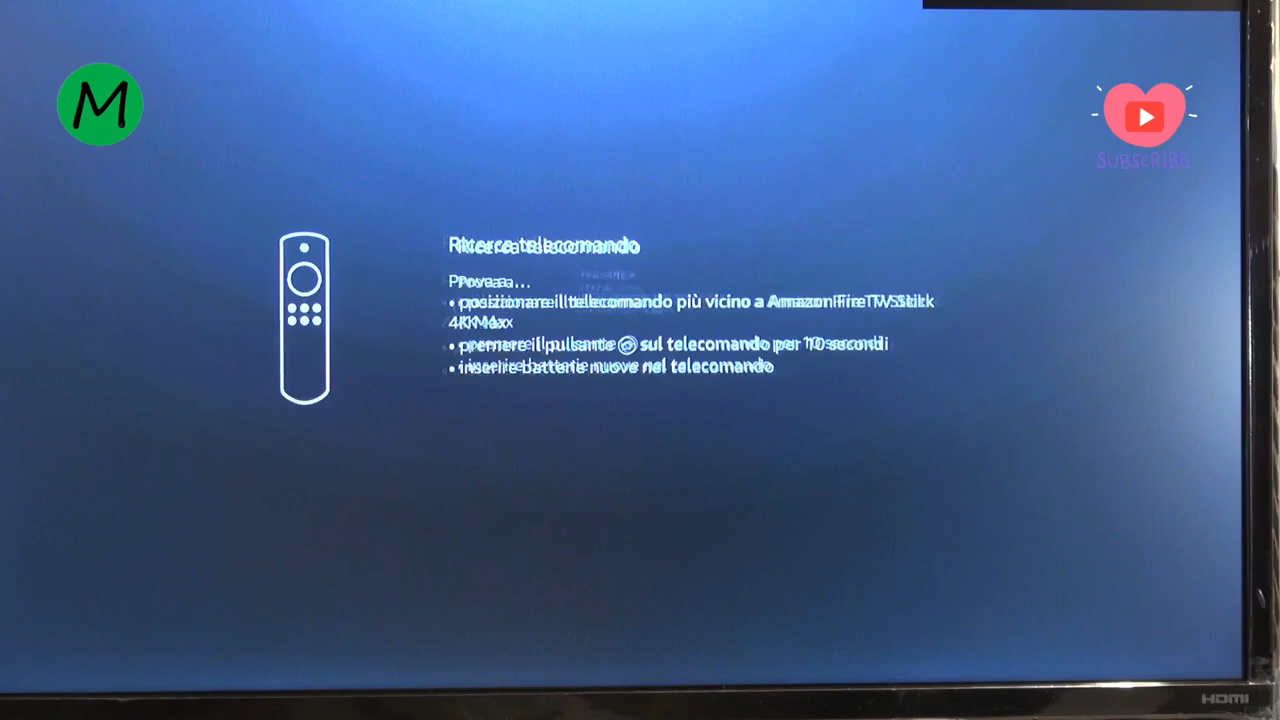 M
SUBSCRIBE
Ricerca telecomando
Prova a...
• posizionare il telecomando più vicino a Amazon Fire TV Stick
4K Max
• premere il pulsante sul telecomando per 10 secondi
• inserire batterie nuove nel telecomando
HDMI